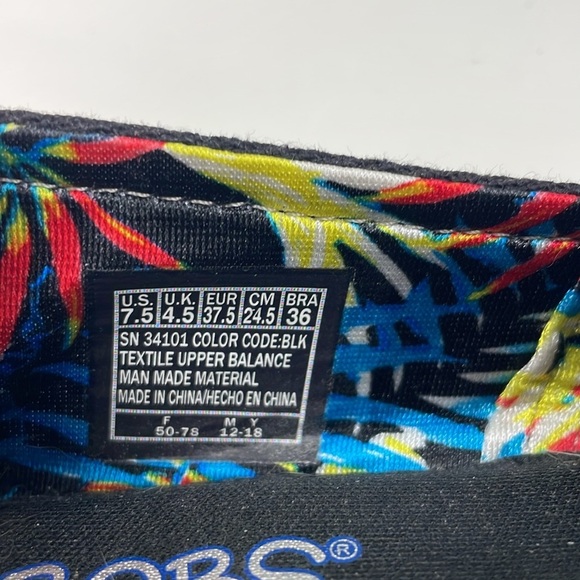 U.S. U.K. EUR CM BRA
7.5 4.5 37.5 24.5 36
SN 34101 COLOR CODE:BLK
TEXTILE UPPER BALANCE
MAN MADE MATERIAL
MADE IN CHINA/HECHO EN CHINA
F M Y
50-78 12-18
BOBS®